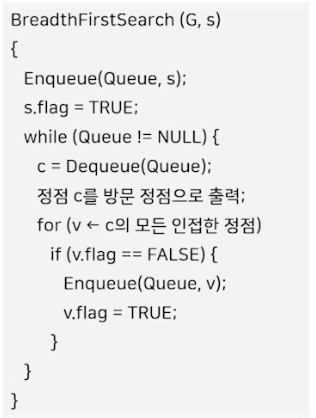 BreadthFirstSearch (G, s)
{
Enqueue(Queue, s);
s.flag = TRUE;
while (Queue != NULL) {
c = Dequeue(Queue);
정점 c를 방문 정점으로 출력;
for (v ← c의 모든 인접한 정점)
if (v.flag == FALSE) {
Enqueue(Queue, v);
v.flag = TRUE;
}
}
}